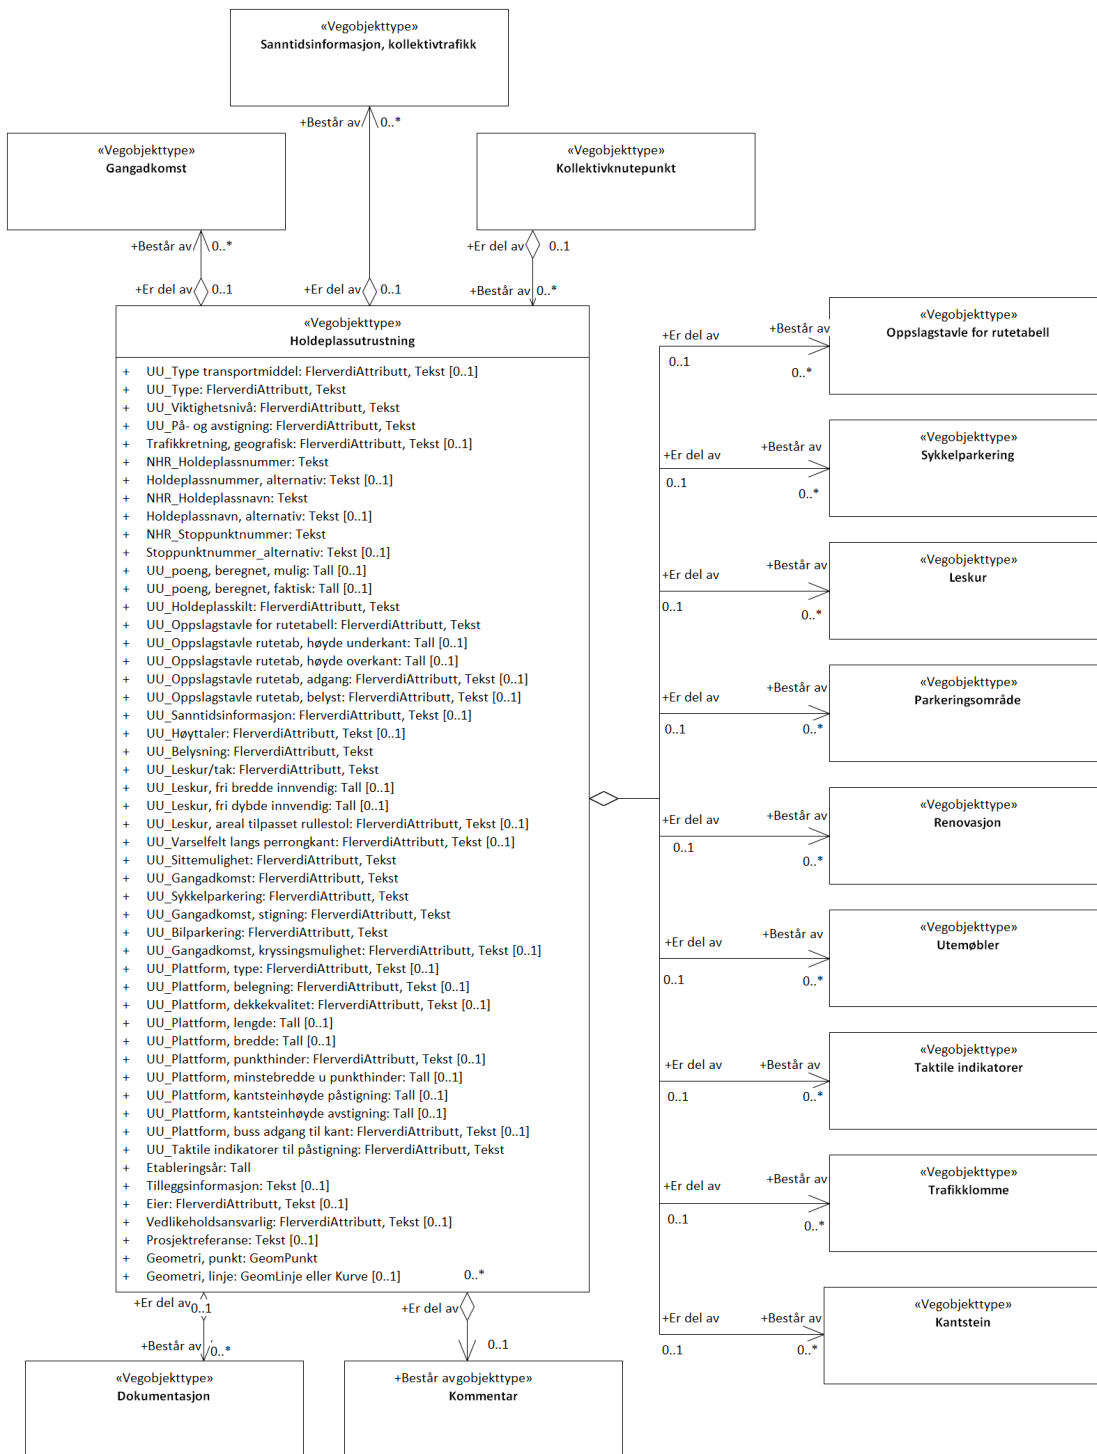 «Vegobjekttype»
Sanntidsinformasjon, kollektivtrafikk
+Består av 0..*
«Vegobjekttype»
Gangadkomst
«Vegobjekttype»
Kollektivknutepunkt
+Består av 0..*
+Er del av 0..1
+Er del av 0..1
+Er del av 0..1
+Består av 0..*
«Vegobjekttype»
Holdeplassutrustning
+ UU_Type transportmiddel: FlerverdiAttributt, Tekst [0..1]
+ UU_Type: FlerverdiAttributt, Tekst
+ UU_Viktighetsnivå: FlerverdiAttributt, Tekst
+ UU_På- og avstigning: FlerverdiAttributt, Tekst
+ Trafikkretning, geografisk: FlerverdiAttributt, Tekst [0..1]
+ NHR_Holdeplassnummer: Tekst
+ Holdeplassnummer, alternativ: Tekst [0..1]
+ NHR_Holdeplassnavn: Tekst
+ Holdeplassnavn, alternativ: Tekst [0..1]
+ NHR_Stoppunktnummer: Tekst
+ Stoppunktnummer_alternativ: Tekst [0..1]
+ UU_poeng, beregnet, mulig: Tall [0..1]
+ UU_poeng, beregnet, faktisk: Tall [0..1]
+ UU_Holdeplasskilt: FlerverdiAttributt, Tekst
+ UU_Oppslagstavle for rutetabell: FlerverdiAttributt, Tekst
+ UU_Oppslagstavle rutetab, høyde underkant: Tall [0..1]
+ UU_Oppslagstavle rutetab, høyde overkant: Tall [0..1]
+ UU_Oppslagstavle rutetab, adgang: FlerverdiAttributt, Tekst [0..1]
+ UU_Oppslagstavle rutetab, belyst: FlerverdiAttributt, Tekst [0..1]
+ UU_Sanntidsinformasjon: FlerverdiAttributt, Tekst [0..1]
+ UU_Høyttaler: FlerverdiAttributt, Tekst [0..1]
+ UU_Belysning: FlerverdiAttributt, Tekst
+ UU_Leskur/tak: FlerverdiAttributt, Tekst
+ UU_Leskur, fri bredde innvendig: Tall [0..1]
+ UU_Leskur, fri dybde innvendig: Tall [0..1]
+ UU_Leskur, areal tilpasset rullestol: FlerverdiAttributt, Tekst [0..1]
+ UU_Varselfelt langs perrongkant: FlerverdiAttributt, Tekst [0..1]
+ UU_Sittemulighet: FlerverdiAttributt, Tekst
+ UU_Gangadkomst: FlerverdiAttributt, Tekst
+ UU_Sykkelparkering: FlerverdiAttributt, Tekst
+ UU_Gangadkomst, stigning: FlerverdiAttributt, Tekst
+ UU_Bilparkering: FlerverdiAttributt, Tekst
+ UU_Gangadkomst, kryssingsmulighet: FlerverdiAttributt, Tekst [0..1]
+ UU_Plattform, type: FlerverdiAttributt, Tekst [0..1]
+ UU_Plattform, belegning: FlerverdiAttributt, Tekst [0..1]
+ UU_Plattform, dekkekvalitet: FlerverdiAttributt, Tekst [0..1]
+ UU_Plattform, lengde: Tall [0..1]
+ UU_Plattform, bredde: Tall [0..1]
+ UU_Plattform, punkthinder: FlerverdiAttributt, Tekst [0..1]
+ UU_Plattform, minstebredde u punkthinder: Tall [0..1]
+ UU_Plattform, kantsteinhøyde påstigning: Tall [0..1]
+ UU_Plattform, kantsteinhøyde avstigning: Tall [0..1]
+ UU_Plattform, buss adgang til kant: FlerverdiAttributt, Tekst [0..1]
+ UU_Taktile indikatorer til påstigning: FlerverdiAttributt, Tekst
+ Etableringsår: Tall
+ Tilleggsinformasjon: Tekst [0..1]
+ Eier: FlerverdiAttributt, Tekst [0..1]
+ Vedlikeholdsansvarlig: FlerverdiAttributt, Tekst [0..1]
+ Prosjektreferanse: Tekst [0..1]
+ Geometri, punkt: GeomPunkt
+ Geometri, linje: GeomLinje eller Kurve [0..1]
0..*
+Er del av 0..1
+Er del av
+Består av 0..*
0..1
«Vegobjekttype»
Dokumentasjon
+Består av gobjekttype»
Kommentar
+Er del av
0..1
+Består av
0..*
«Vegobjekttype»
Oppslagstavle for rutetabell
+Er del av
0..1
+Består av
0..*
«Vegobjekttype»
Sykkelparkering
+Er del av
0..1
+Består av
0..*
«Vegobjekttype»
Leskur
+Er del av
0..1
+Består av
0..*
«Vegobjekttype»
Parkeringsområde
+Er del av
0..1
+Består av
0..*
«Vegobjekttype»
Renovasjon
+Er del av
0..1
+Består av
0..*
«Vegobjekttype»
Utemøbler
+Er del av
0..1
+Består av
0..*
«Vegobjekttype»
Taktile indikatorer
+Er del av
0..1
+Består av
0..*
«Vegobjekttype»
Trafikklomme
+Er del av
0..1
+Består av
0..*
«Vegobjekttype»
Kantstein